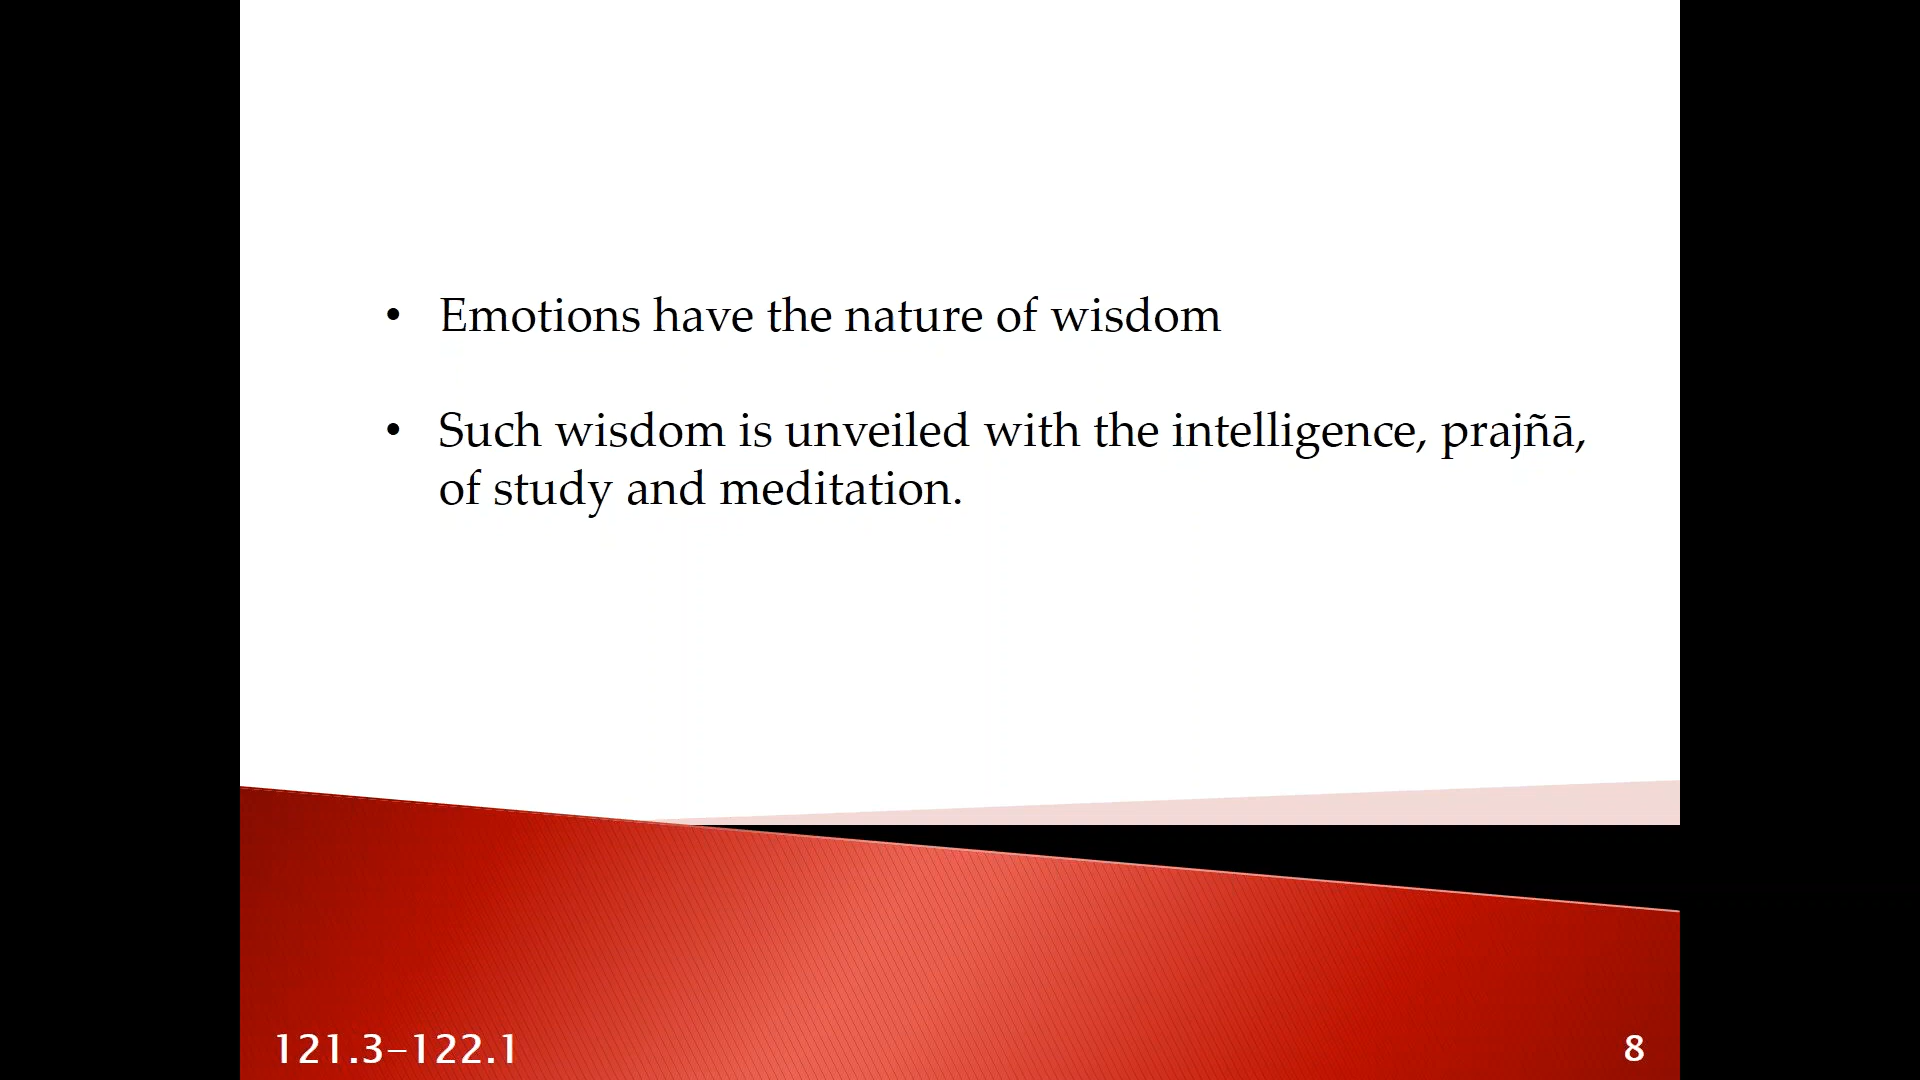 • Emotions have the nature of wisdom
• Such wisdom is unveiled with the intelligence, prajñā,
of study and meditation.
121.3–122.1
8